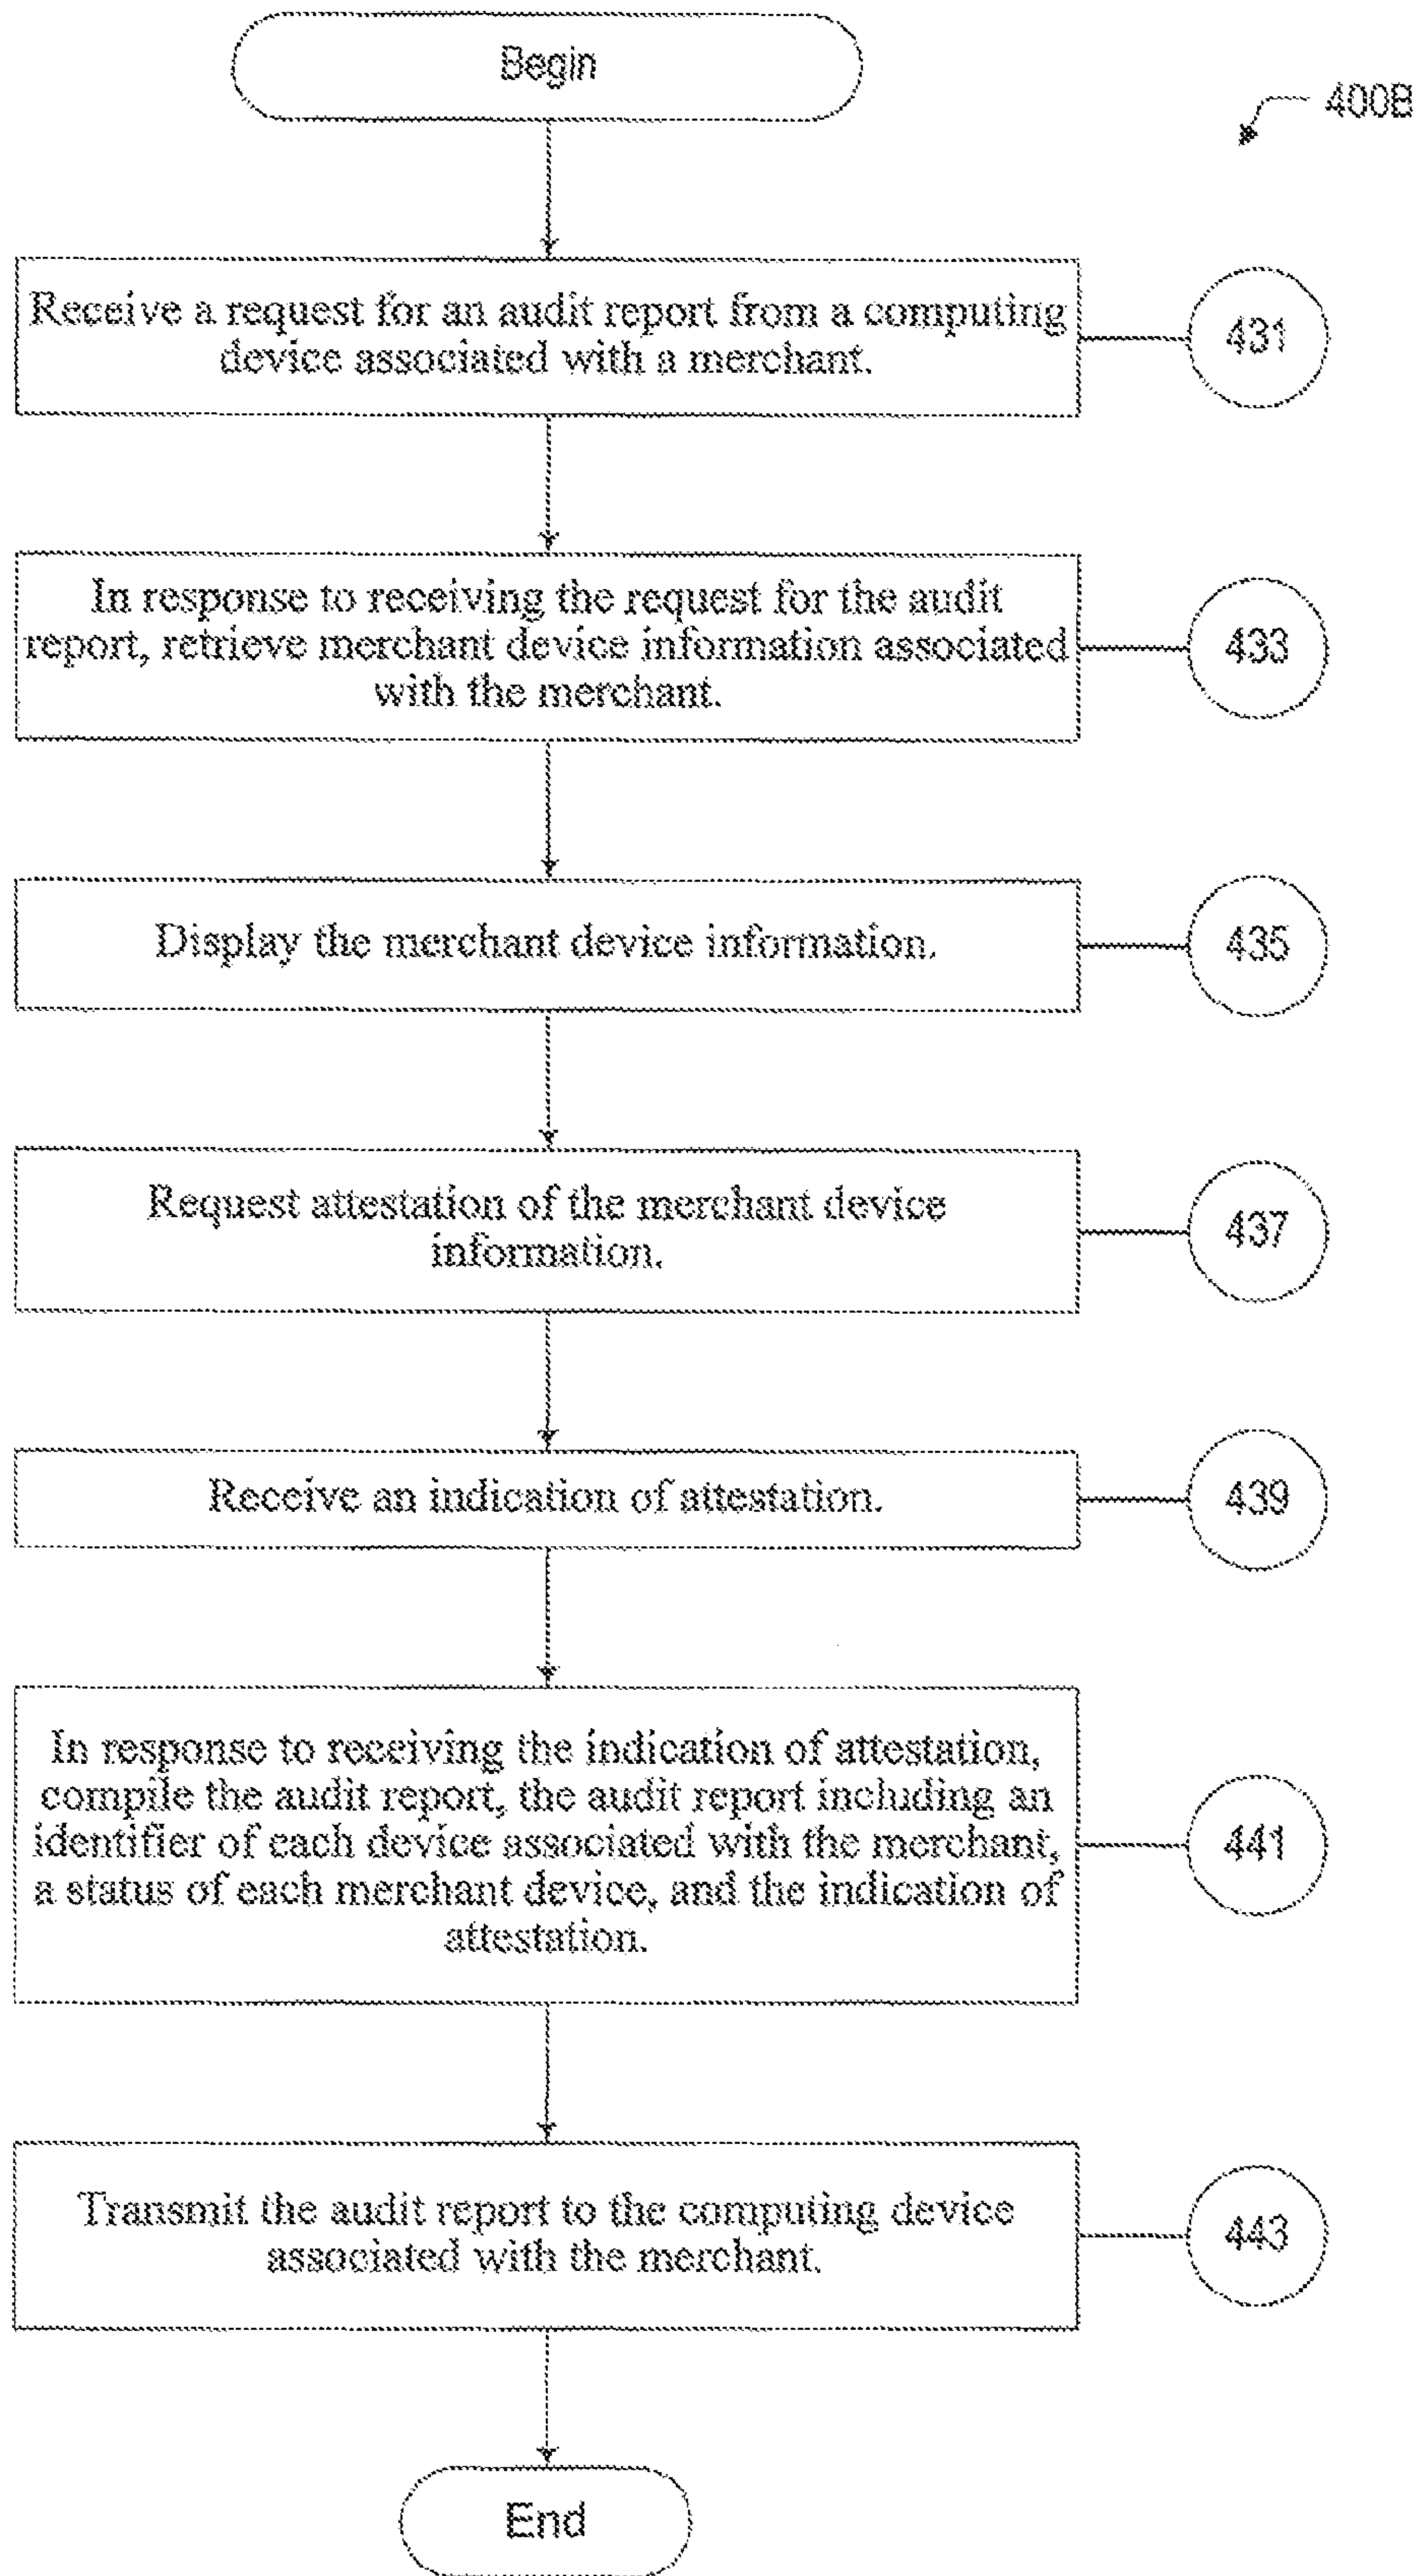 Begin
400B
Receive a request for an audit report from a computing
device associated with a merchant.
431
In response to receiving the request for the audit
report, retrieve merchant device information associated
with the merchant.
433
Display the merchant device information.
435
Request attestation of the merchant device
information.
437
Receive an indication of attestation.
439
In response to receiving the indication of attestation,
compile the audit report, the audit report including an
identifier of each device associated with the merchant,
a status of each merchant device, and the indication of
attestation.
441
Transmit the audit report to the computing device
associated with the merchant.
443
End